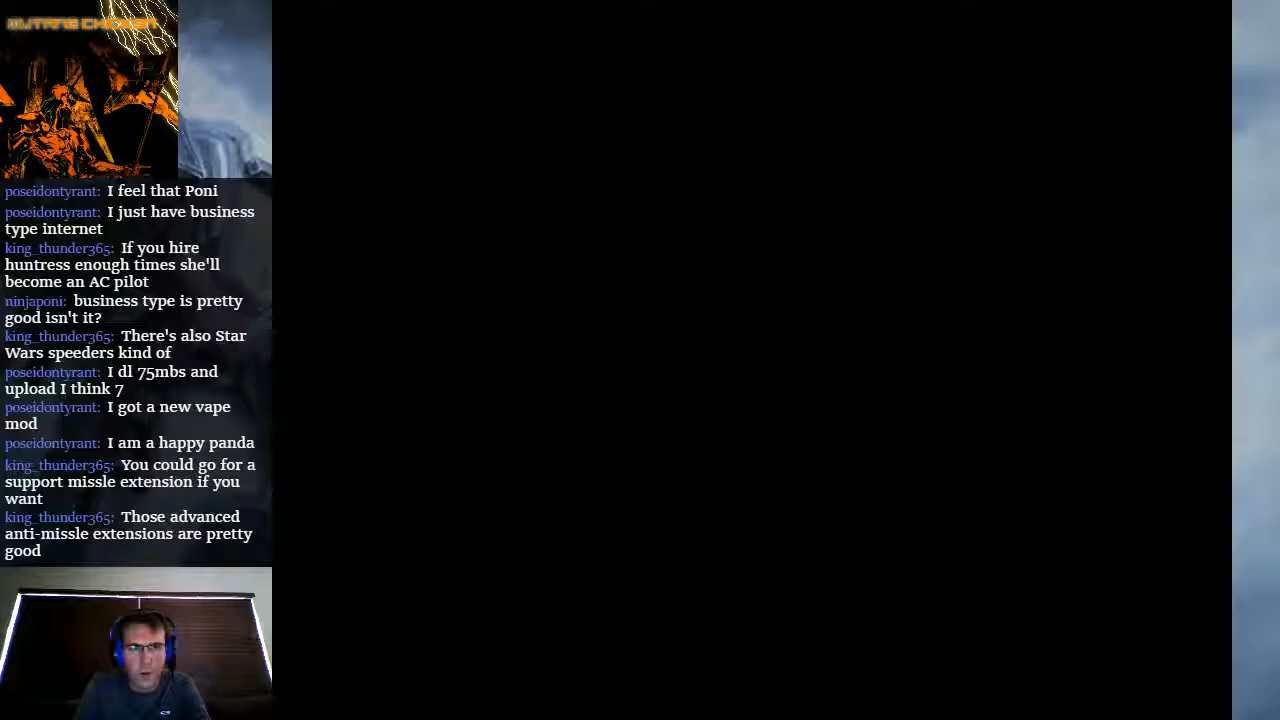 MUTANT CHICKEN
poseidontyrant: I feel that Poni
poseidontyrant: I just have business
type internet
king_thunder365: If you hire
huntress enough times she'll
become an AC pilot
ninjaponi: business type is pretty
good isn't it?
king_thunder365: There's also Star
Wars speeders kind of
poseidontyrant: I dl 75mbs and
upload I think 7
poseidontyrant: I got a new vape
mod
poseidontyrant: I am a happy panda
king_thunder365: You could go for a
support missle extension if you
want
king_thunder365: Those advanced
anti-missle extensions are pretty
good